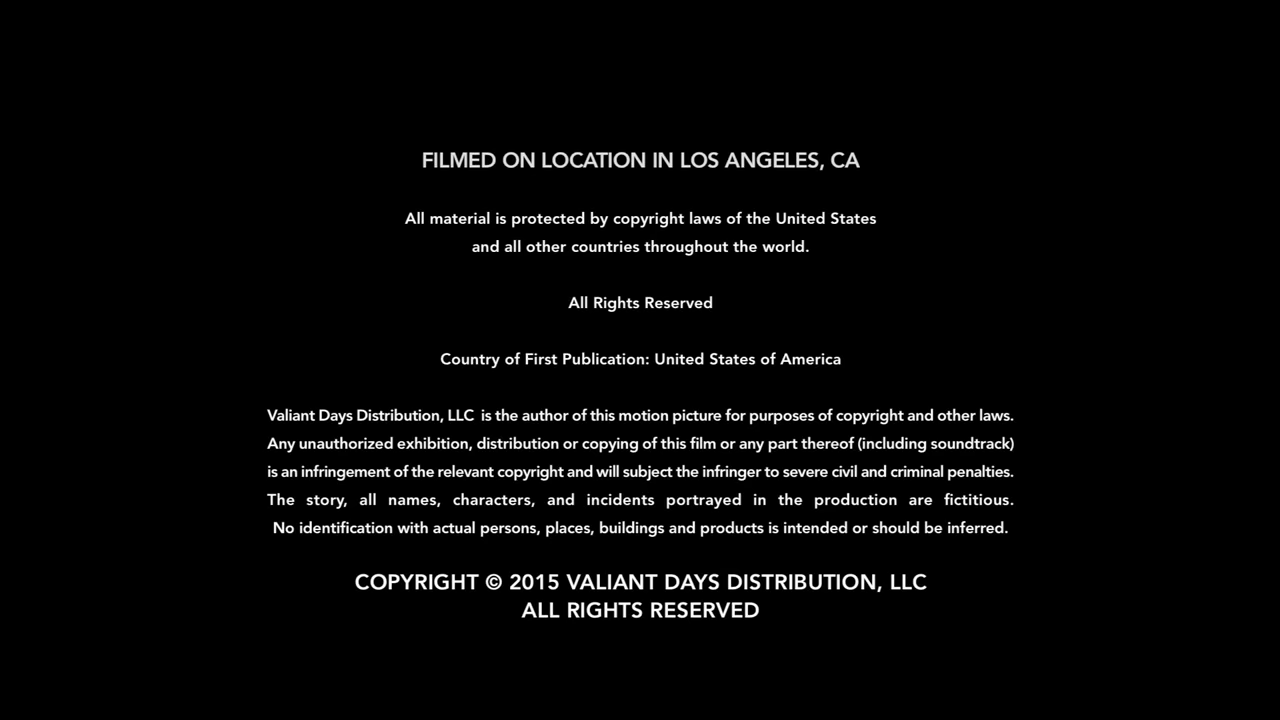 FILMED ON LOCATION IN LOS ANGELES, CA
All material is protected by copyright laws of the United States
and all other countries throughout the world.
All Rights Reserved
Country of First Publication: United States of America
Valiant Days Distribution, LLC is the author of this motion picture for purposes of copyright and other laws.
Any unauthorized exhibition, distribution or copying of this film or any part thereof (including soundtrack)
is an infringement of the relevant copyright and will subject the infringer to severe civil and criminal penalties.
The story, all names, characters, and incidents portrayed in the production are fictitious.
No identification with actual persons, places, buildings and products is intended or should be inferred.
COPYRIGHT © 2015 VALIANT DAYS DISTRIBUTION, LLC
ALL RIGHTS RESERVED